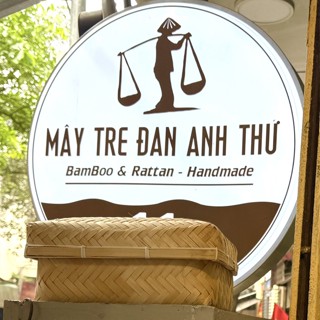 MÂY TRE ĐAN ANH THƯ
BamBoo & Rattan - Handmade